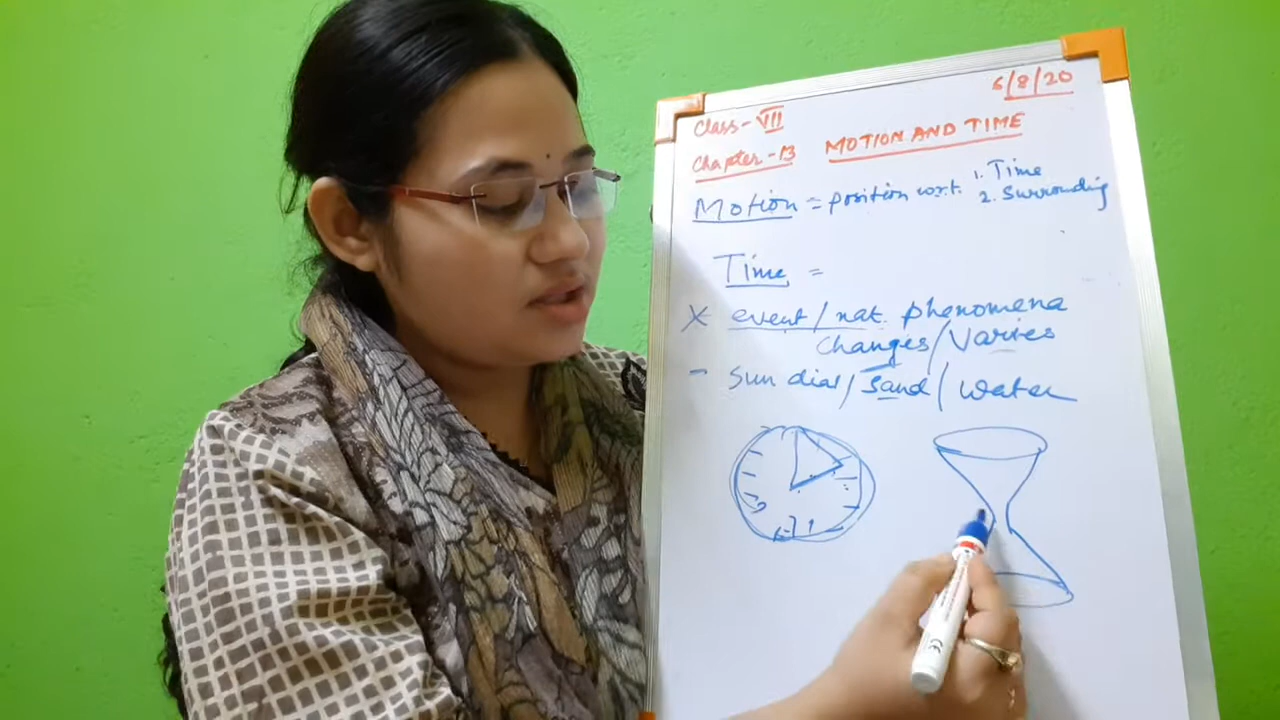 6/8/20
Class - VII
MOTION AND TIME
Chapter - 13
Motion = position w.r.t. 1. Time
2. Surrounding
Time =
X event / nat. phenomena
changes / Varies
- Sun dial / Sand / Water